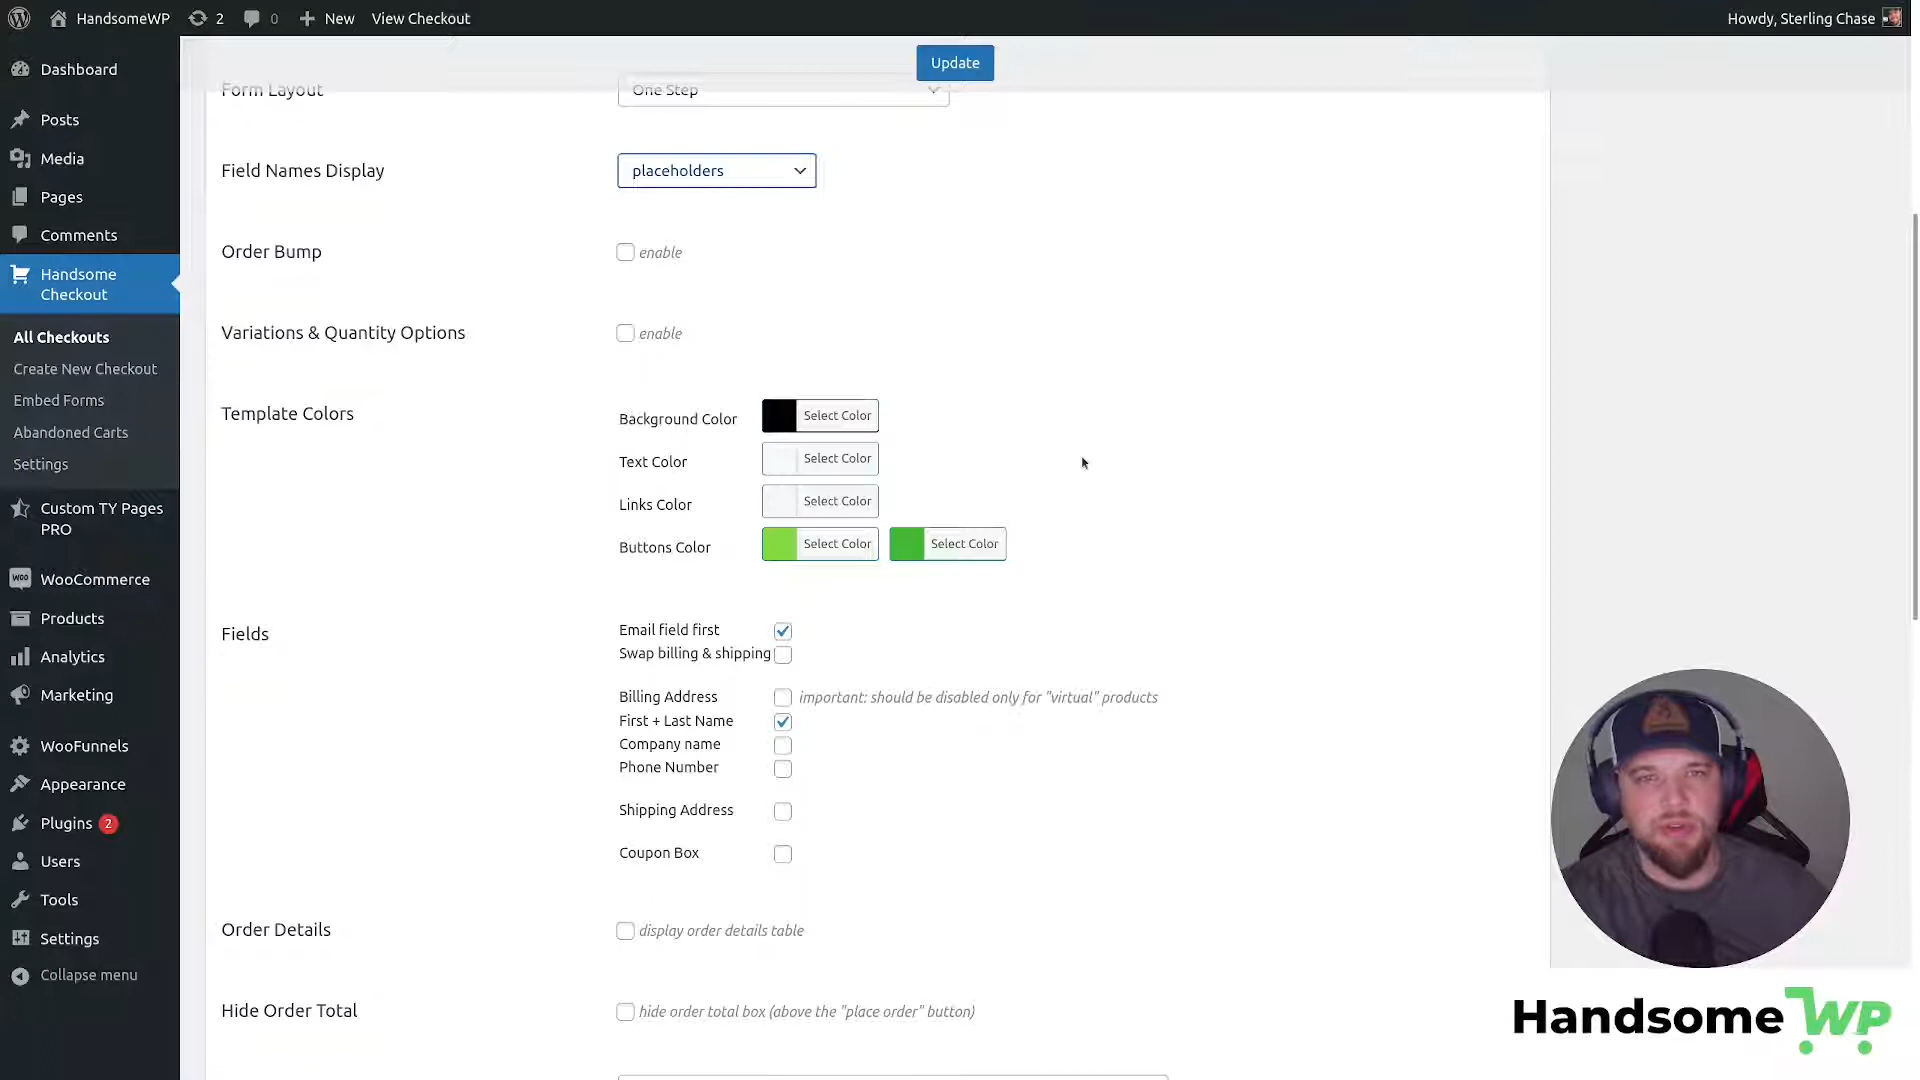 HandsomeWP
2
0
New
View Checkout
Howdy, Sterling Chase
Update
Dashboard
Posts
Media
Pages
Comments
Handsome
Checkout
All Checkouts
Create New Checkout
Embed Forms
Abandoned Carts
Settings
Custom TY Pages
PRO
WOO
WooCommerce
Products
Analytics
Marketing
WooFunnels
Appearance
Plugins 2
Users
Tools
Settings
Collapse menu
Form Layout
One Step
Field Names Display
placeholders
Order Bump
enable
Variations & Quantity Options
enable
Template Colors
Background Color
Select Color
Text Color
Select Color
Links Color
Select Color
Buttons Color
Select Color
Select Color
Fields
Email field first
Swap billing & shipping
Billing Address
important: should be disabled only for "virtual" products
First + Last Name
Company name
Phone Number
Shipping Address
Coupon Box
Order Details
display order details table
Hide Order Total
hide order total box (above the "place order" button)
Handsome WP